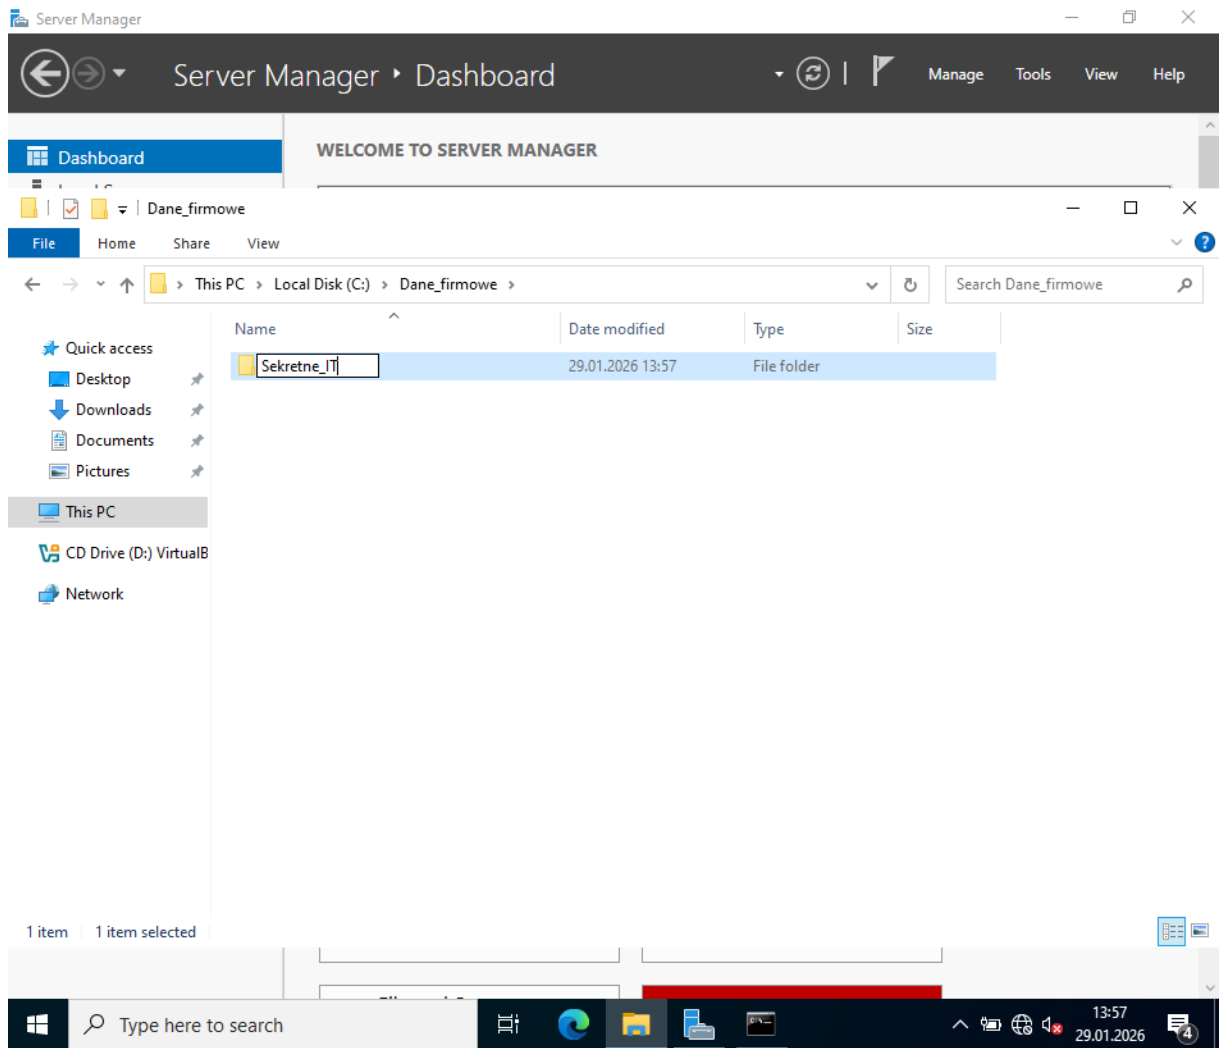 Server Manager
Server Manager Dashboard
Manage Tools View Help
Dashboard
WELCOME TO SERVER MANAGER
Dane_firmowe
File Home Share View
This PC Local Disk (C:) Dane_firmowe
Search Dane_firmowe
Name Date modified Type Size
Sekretne_IT 29.01.2026 13:57 File folder
Quick access
Desktop
Downloads
Documents
Pictures
This PC
CD Drive (D:) VirtualB
Network
1 item 1 item selected
Type here to search
13:57
29.01.2026
4